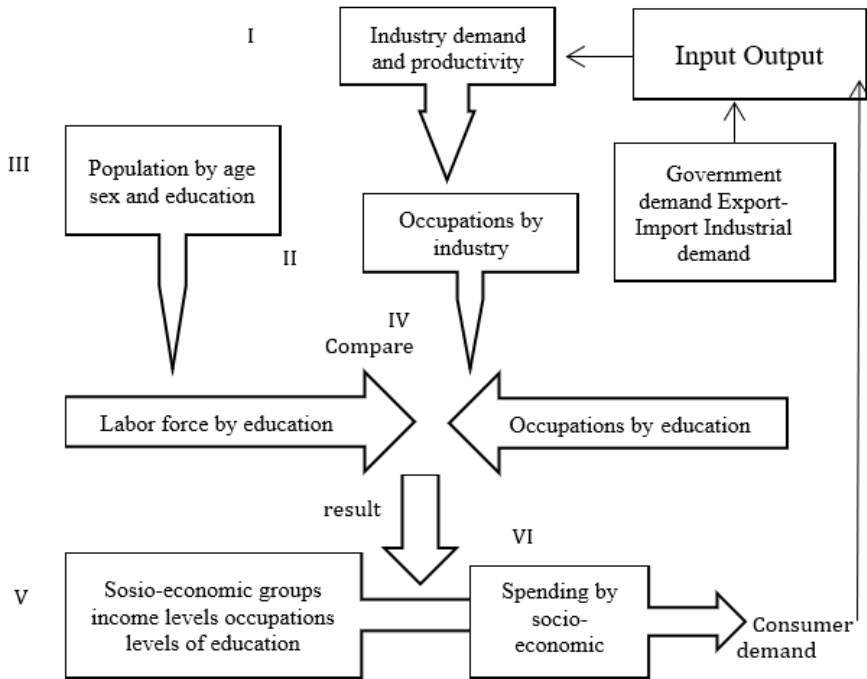 I
Industry demand
and productivity
Input Output
III
Population by age
sex and education
Government
demand Export-
Import Industrial
demand
II
Occupations by
industry
IV
Compare
Labor force by education
Occupations by education
result
VI
V
Sosio-economic groups
income levels occupations
levels of education
Spending by
socio-
economic
Consumer
demand